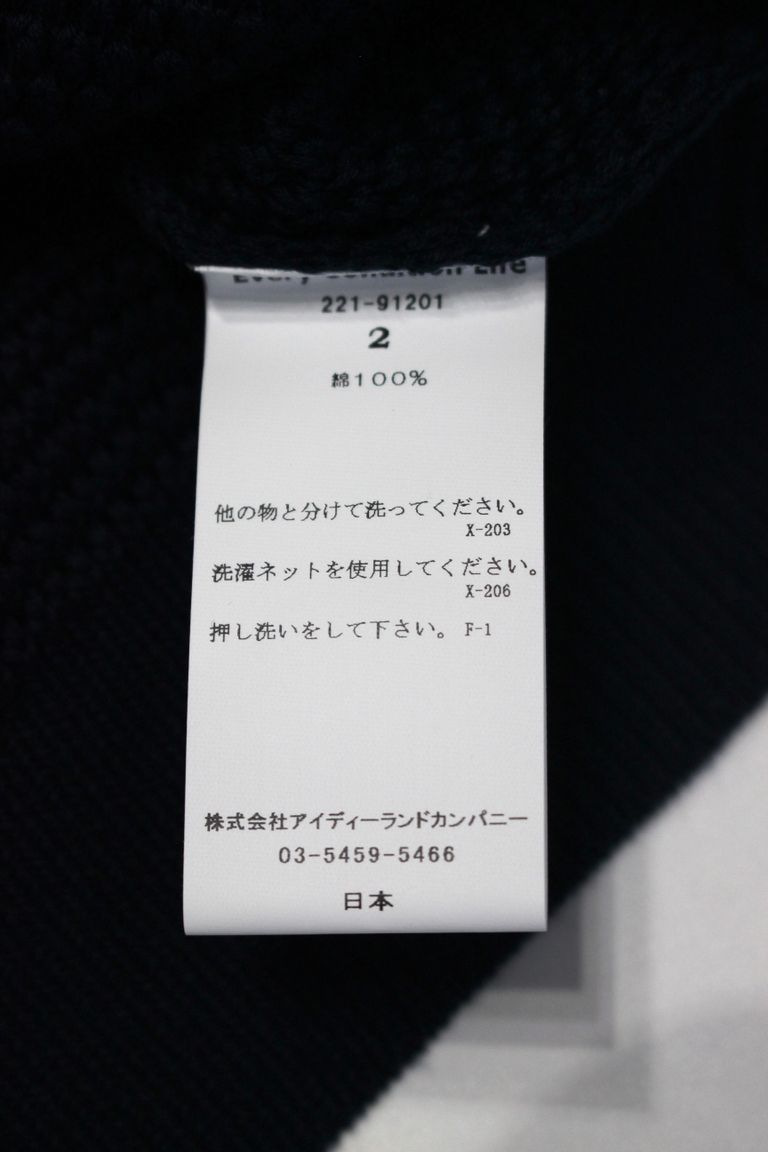 Every Condition Life
221-91201
2
綿100%
他の物と分けて洗ってください。
X-203
洗濯ネットを使用してください。
X-206
押し洗いをして下さい。 F-1
株式会社アイディーランドカンパニー
03-5459-5466
日本